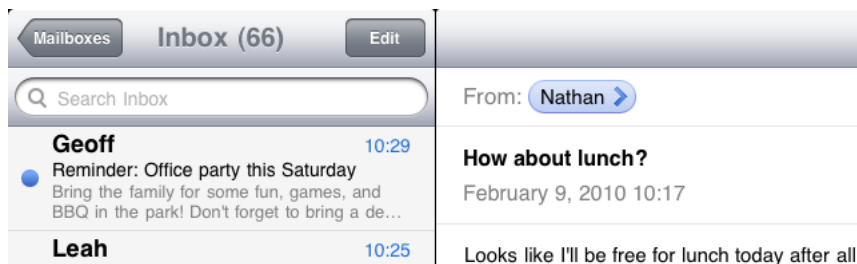 Mailboxes
Inbox (66)
Edit
Search Inbox
Geoff
10:29
Reminder: Office party this Saturday
Bring the family for some fun, games, and
BBQ in the park! Don't forget to bring a de...
Leah
10:25
From: Nathan
How about lunch?
February 9, 2010 10:17
Looks like I'll be free for lunch today after all